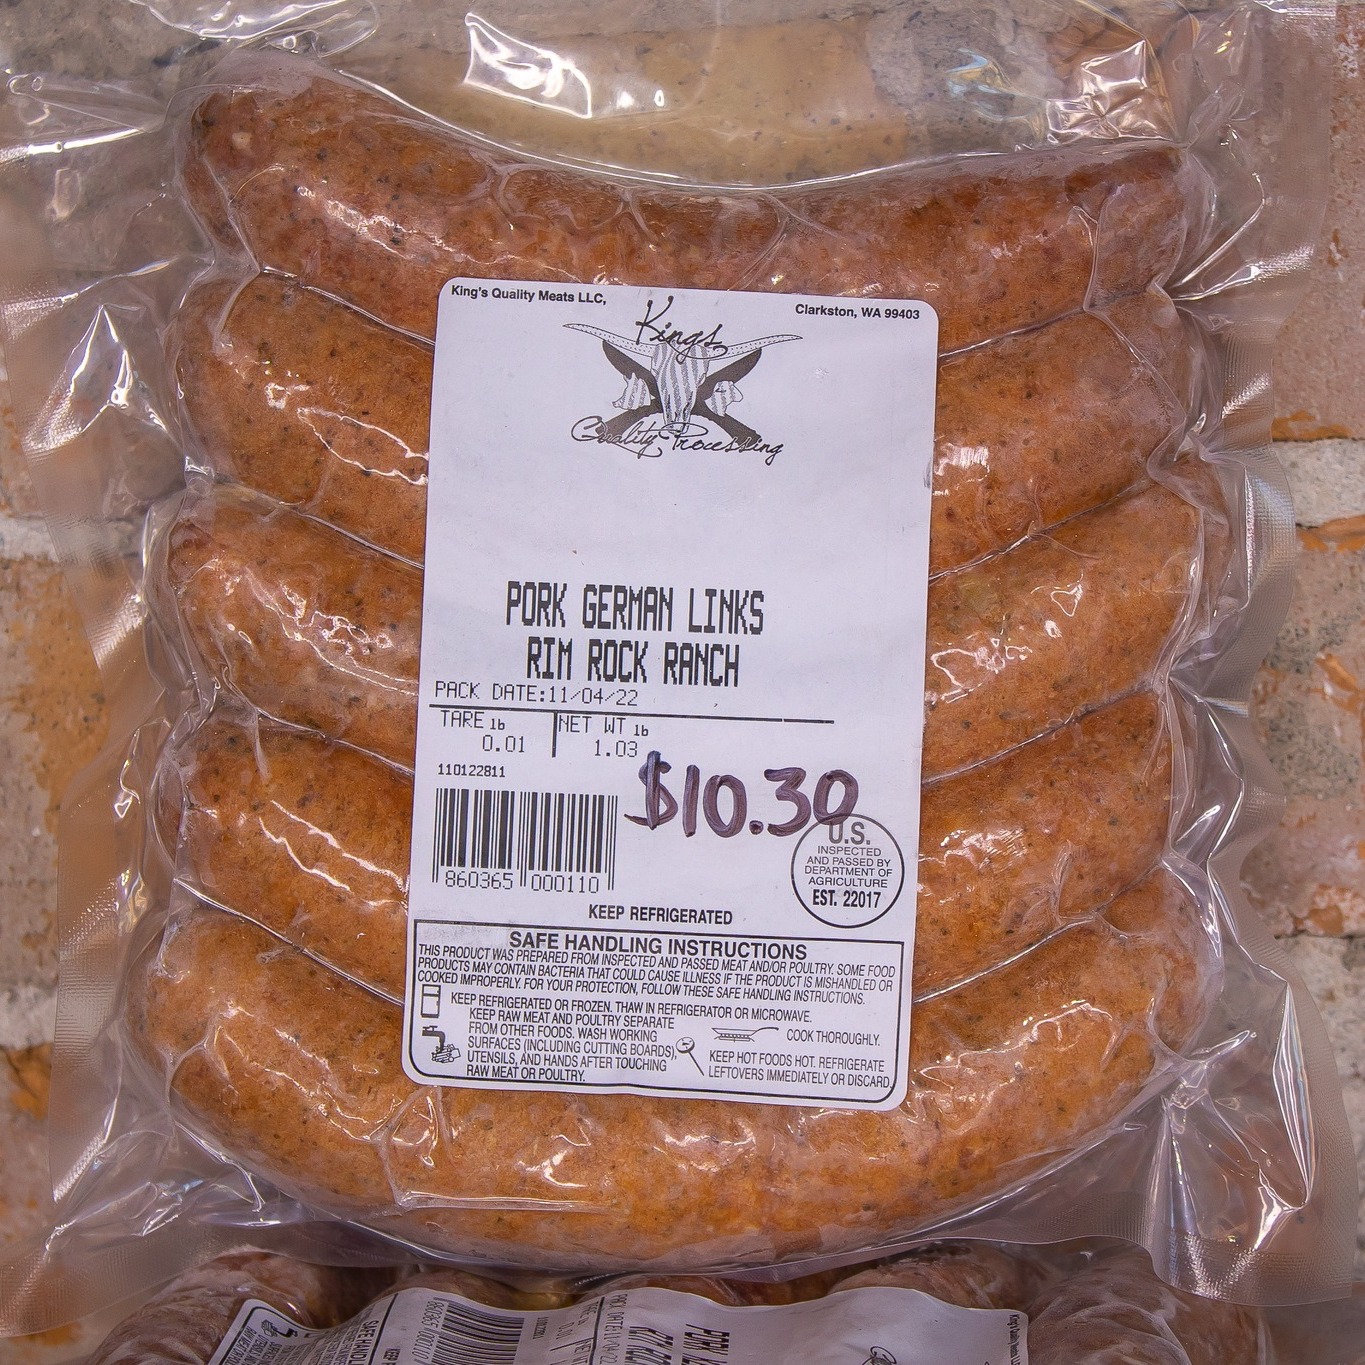 King's Quality Meats LLC,
Clarkston, WA 99403
Kings
Quality Processing
PORK GERMAN LINKS
RIM ROCK RANCH
PACK DATE:11/04/22
TARE lb
NET WT lb
0.01
1.03
$10.30
110122811
860365 000110
U.S.
INSPECTED
AND PASSED BY
DEPARTMENT OF
AGRICULTURE
EST. 22017
KEEP REFRIGERATED
SAFE HANDLING INSTRUCTIONS
THIS PRODUCT WAS PREPARED FROM INSPECTED AND PASSED MEAT AND/OR POULTRY. SOME FOOD
PRODUCTS MAY CONTAIN BACTERIA THAT COULD CAUSE ILLNESS IF THE PRODUCT IS MISHANDLED OR
COOKED IMPROPERLY. FOR YOUR PROTECTION, FOLLOW THESE SAFE HANDLING INSTRUCTIONS.
KEEP REFRIGERATED OR FROZEN. THAW IN REFRIGERATOR OR MICROWAVE.
KEEP RAW MEAT AND POULTRY SEPARATE
FROM OTHER FOODS. WASH WORKING
SURFACES (INCLUDING CUTTING BOARDS),
UTENSILS, AND HANDS AFTER TOUCHING
RAW MEAT OR POULTRY.
COOK THOROUGHLY.
KEEP HOT FOODS HOT. REFRIGERATE
LEFTOVERS IMMEDIATELY OR DISCARD.